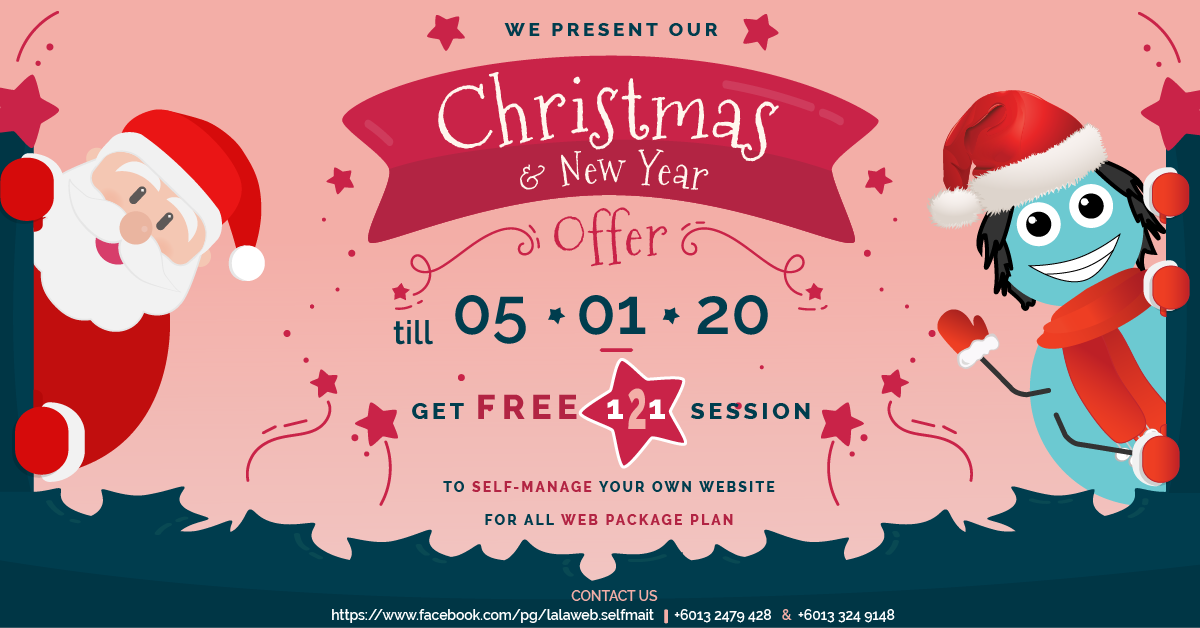 WE PRESENT OUR
Christmas
& New Year
Offer
till 05 01 20
GET FREE 121 SESSION
TO SELF-MANAGE YOUR OWN WEBSITE
FOR ALL WEB PACKAGE PLAN
CONTACT US
https://www.facebook.com/pg/lalaweb.selfmait | +6013 2479 428 & +6013 324 9148